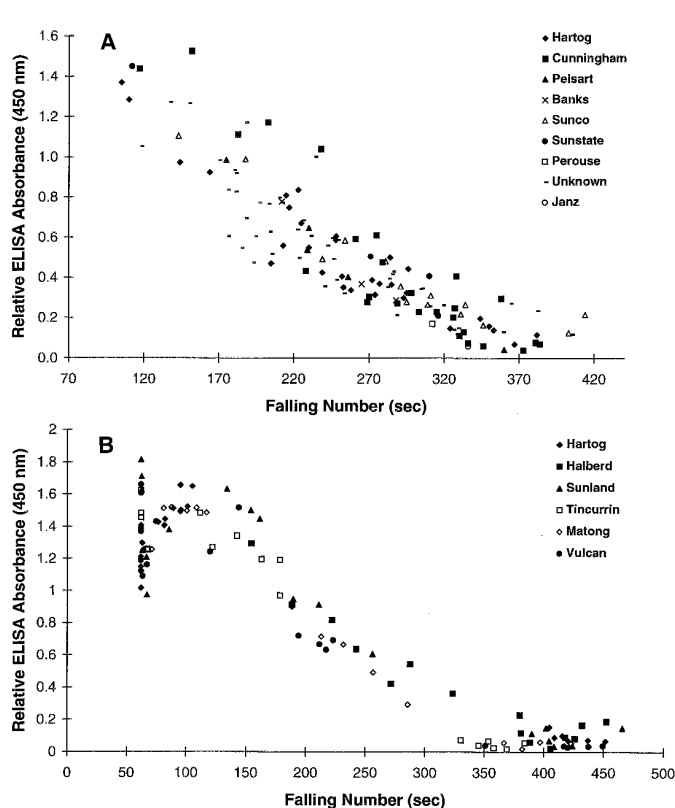 A
Relative ELISA Absorbance (450 nm)
1.6
1.4
1.2
1.0
0.8
0.6
0.4
0.2
0.0
70 120 170 220 270 320 370 420
Falling Number (sec)
Hartog
Cunningham
Pelsart
Banks
Sunco
Sunstate
Perouse
Unknown
Janz
B
Relative ELISA Absorbance (450 nm)
2
1.8
1.6
1.4
1.2
1
0.8
0.6
0.4
0.2
0
0 50 100 150 200 250 300 350 400 450 500
Falling Number (sec)
Hartog
Halberd
Sunland
Tincurrin
Matong
Vulcan